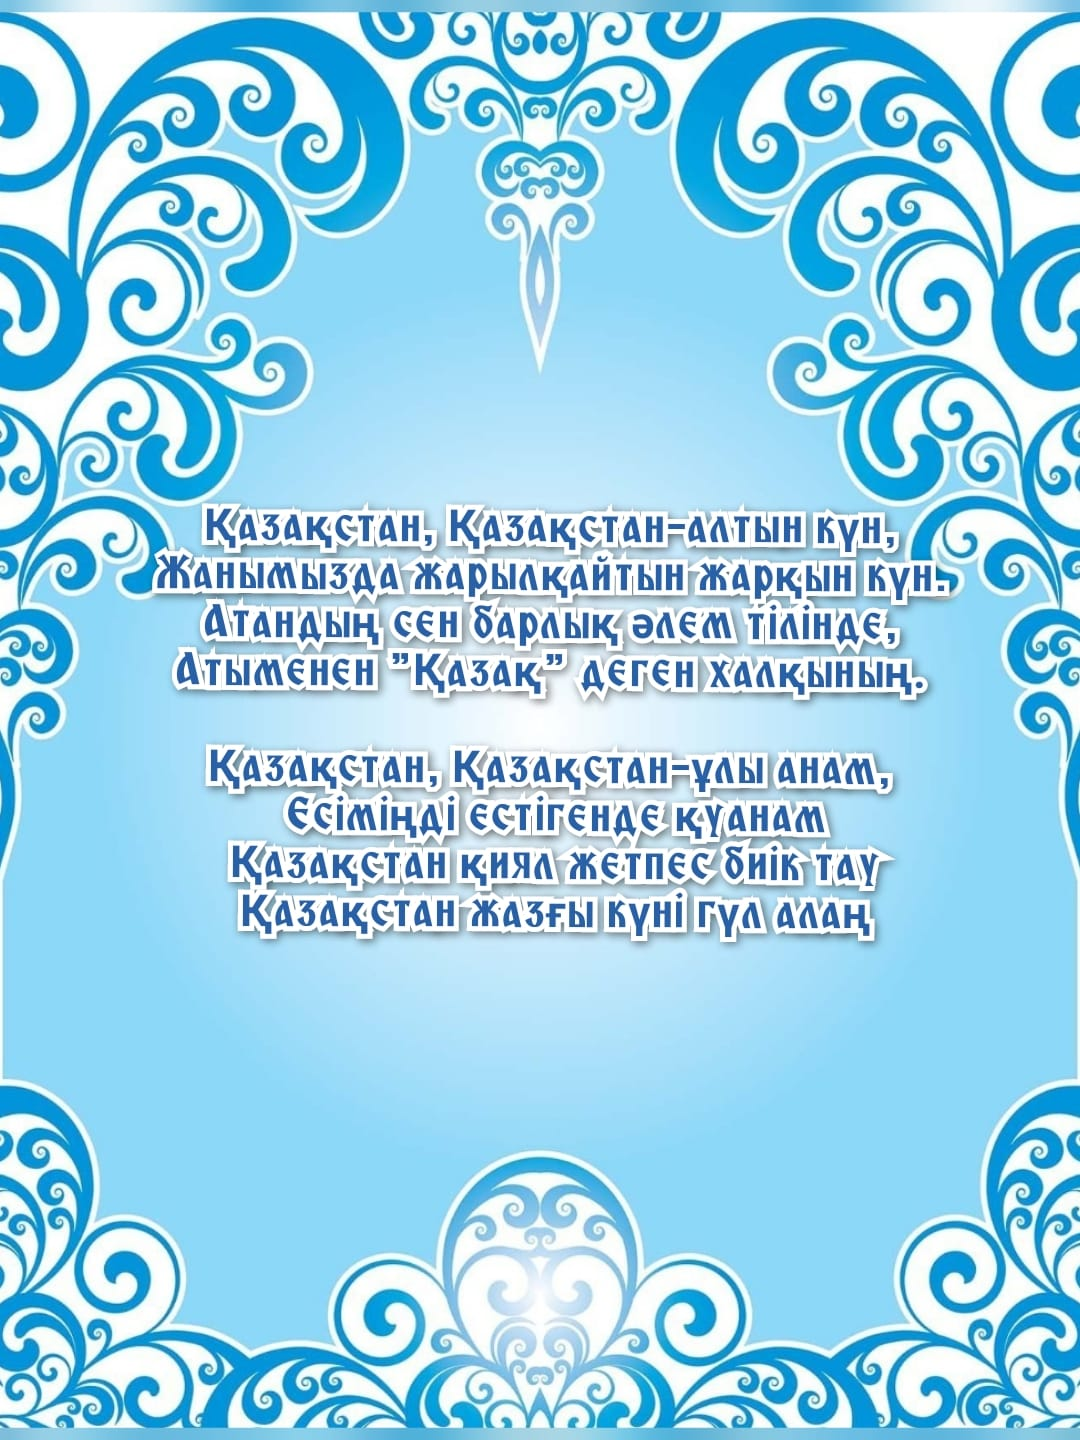 Қазақстан, Қазақстан-алтын күн,
Жанымызда жарылқайтын жарқын күн.
Атандың сен барлық әлем тілінде,
Атыменен "Қазақ" деген халқының.
Қазақстан, Қазақстан-ұлы анам,
Есіміңді естігенде қуанам
Қазақстан қиял жетпес биік тау
Қазақстан жазғы күні гүл алаң